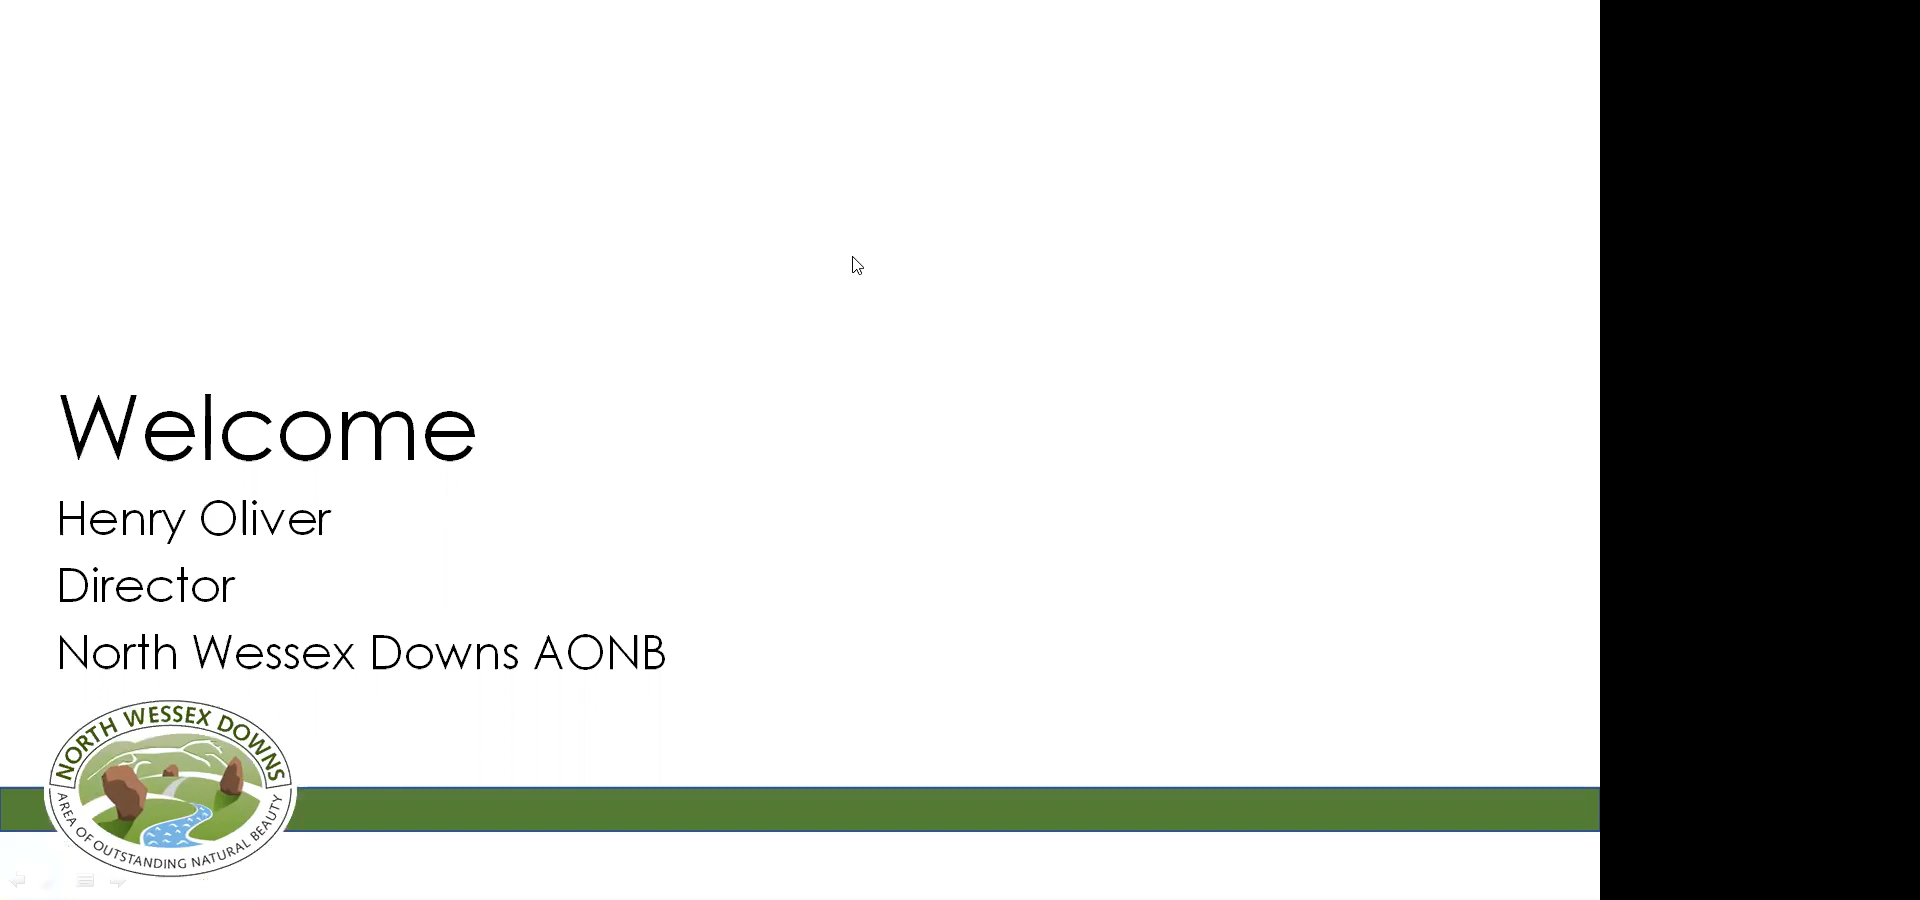 Welcome
Henry Oliver
Director
North Wessex Downs AONB
NORTH WESSEX DOWNS
AREA OF OUTSTANDING NATURAL BEAUTY